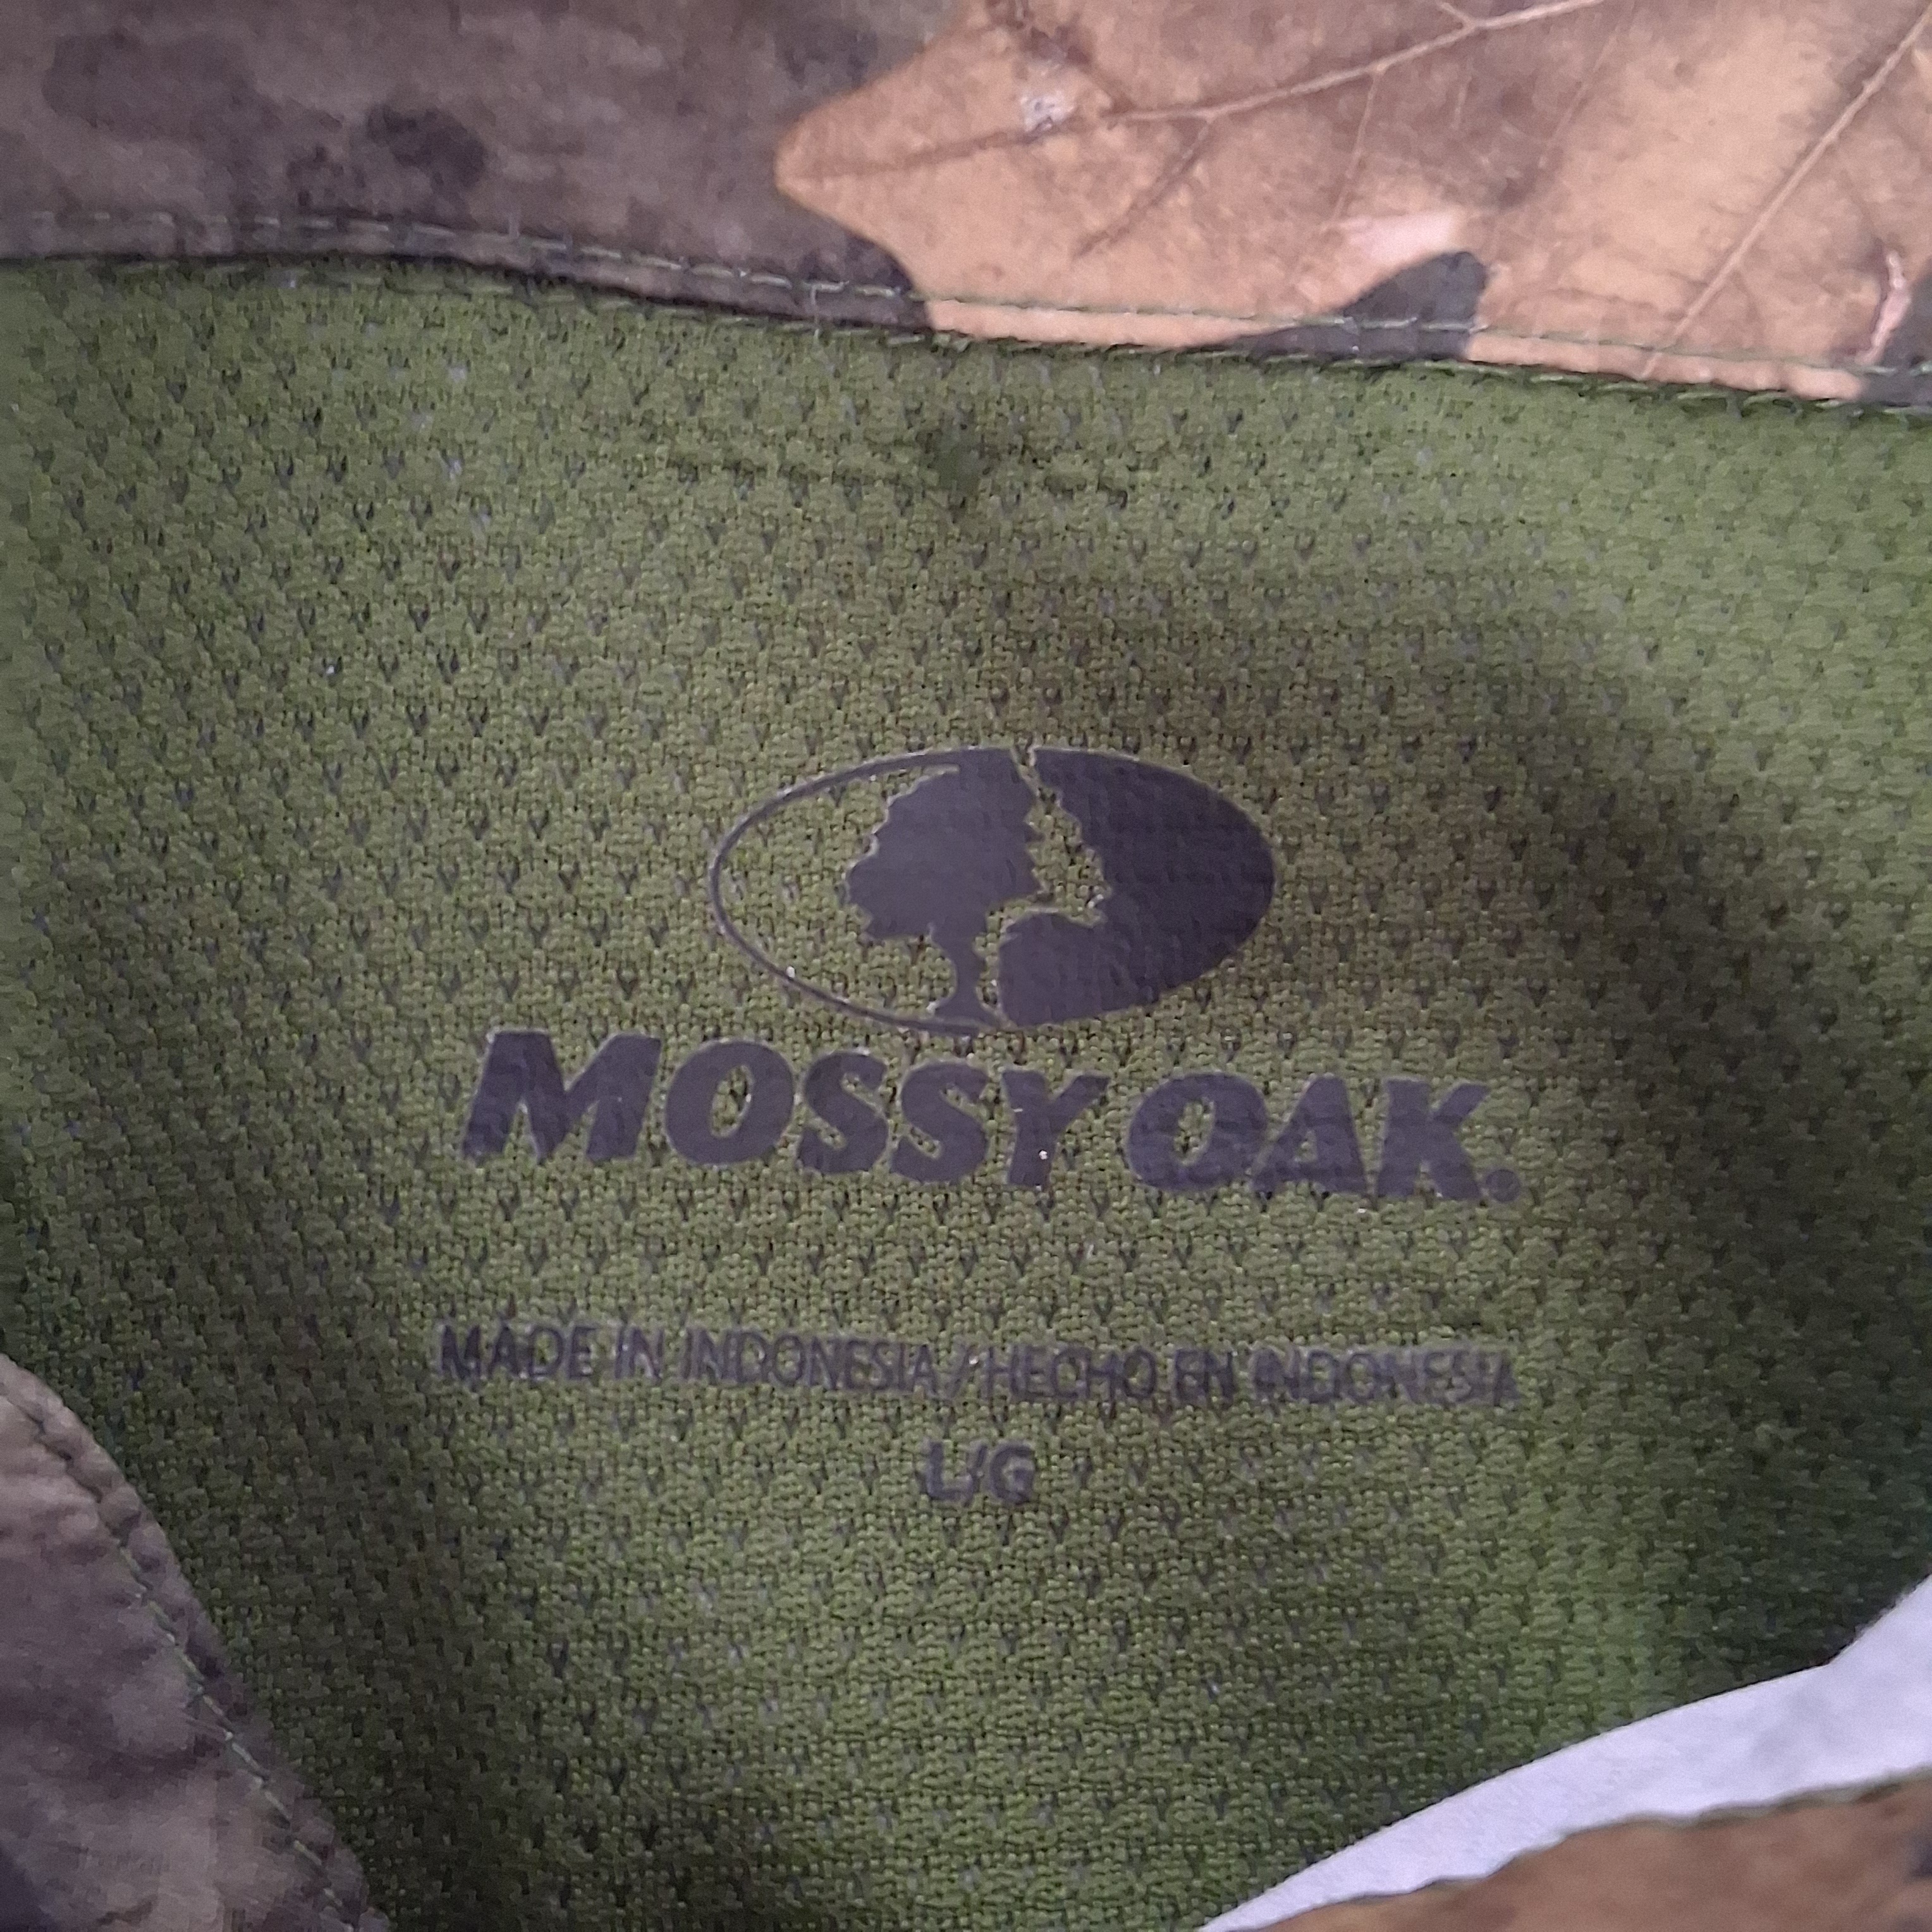 MOSSY OAK.
MADE IN INDONESIA / HECHO EN INDONESIA
L/G